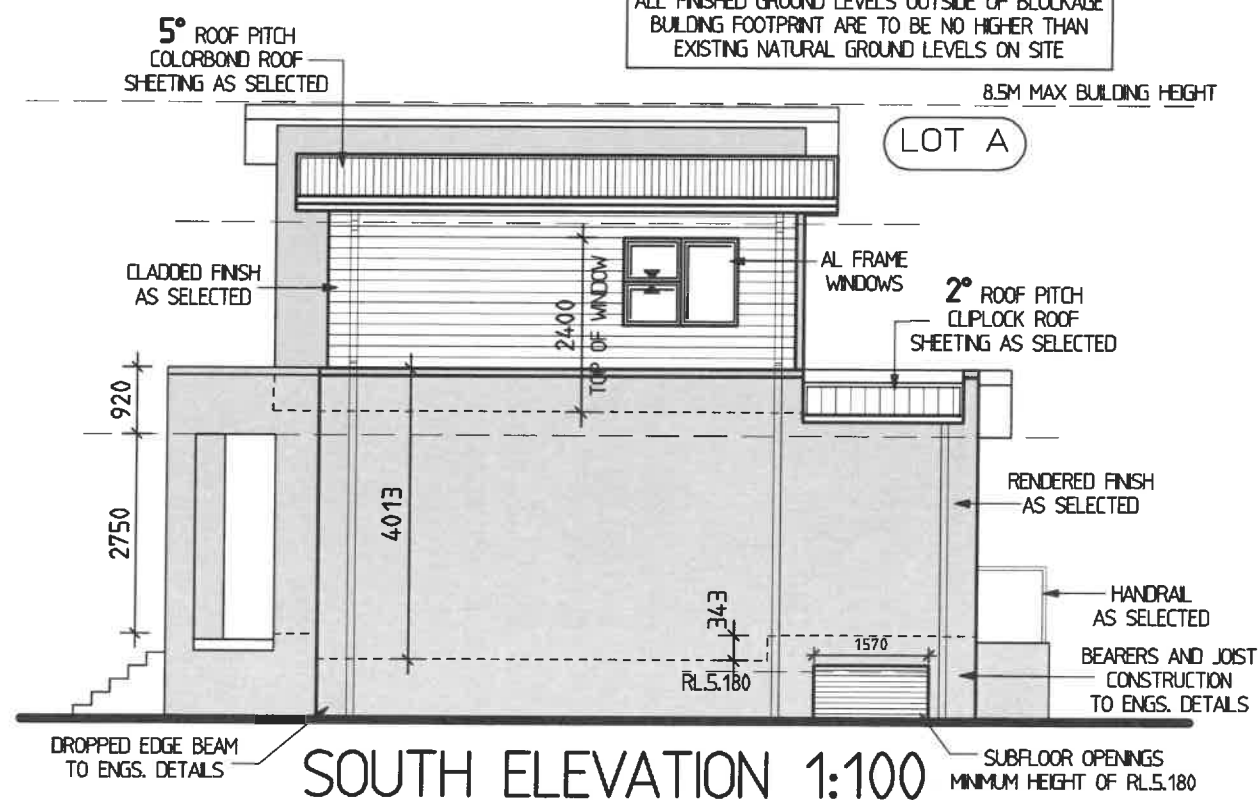 ALL FINISHED GROUND LEVELS OUTSIDE OF BLOCKAGE
BUILDING FOOTPRINT ARE TO BE NO HIGHER THAN
EXISTING NATURAL GROUND LEVELS ON SITE
5° ROOF PITCH
COLORBOND ROOF
SHEETING AS SELECTED
8.5M MAX BUILDING HEIGHT
LOT A
CLADDED FINISH
AS SELECTED
2400
TOP OF WINDOW
AL FRAME
WINDOWS
2° ROOF PITCH
CLIPLOCK ROOF
SHEETING AS SELECTED
920
2750
4013
RENDERED FINISH
AS SELECTED
343
1570
RL.5.180
HANDRAIL
AS SELECTED
BEARERS AND JOIST
CONSTRUCTION
TO ENGS. DETAILS
DROPPED EDGE BEAM
TO ENGS. DETAILS
SOUTH ELEVATION 1:100
SUBFLOOR OPENINGS
MINIMUM HEIGHT OF RL.5.180